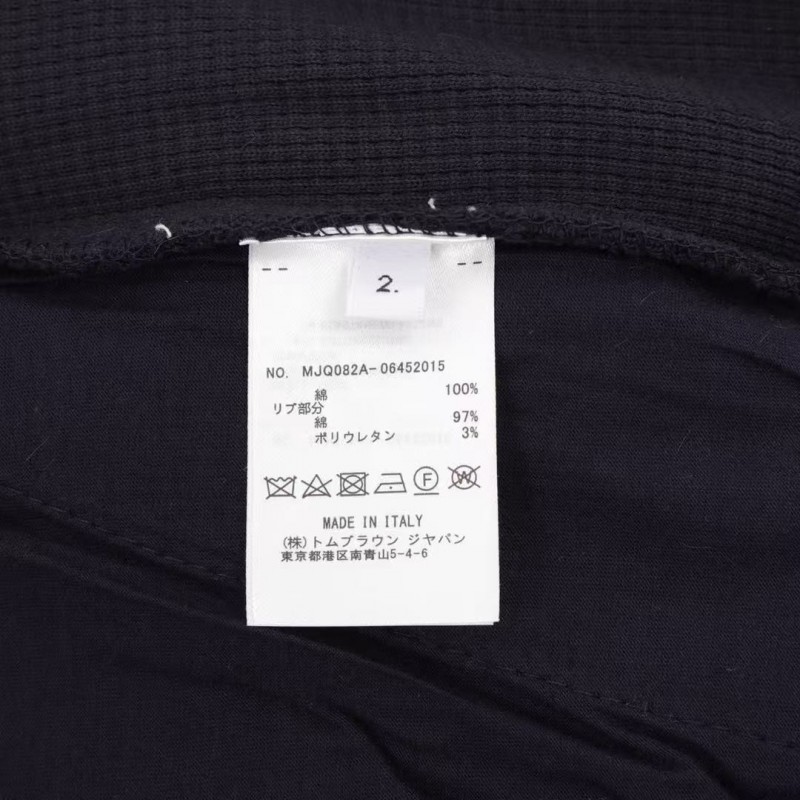 -- --
2.
NO. MJQ082A-06452015
綿 100%
リブ部分
綿 97%
ポリウレタン 3%
W F
MADE IN ITALY
(株)トムブラウン ジャパン
東京都港区南青山5-4-6